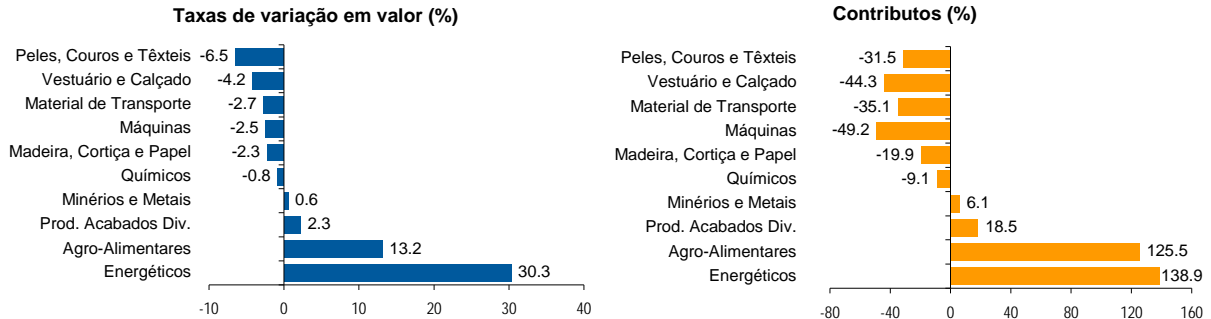 Taxas de variação em valor (%)
Peles, Couros e Têxteis -6.5
Vestuário e Calçado -4.2
Material de Transporte -2.7
Máquinas -2.5
Madeira, Cortiça e Papel -2.3
Químicos -0.8
Minérios e Metais 0.6
Prod. Acabados Div. 2.3
Agro-Alimentares 13.2
Energéticos 30.3
-10 0 10 20 30 40
Contributos (%)
Peles, Couros e Têxteis -31.5
Vestuário e Calçado -44.3
Material de Transporte -35.1
Máquinas -49.2
Madeira, Cortiça e Papel -19.9
Químicos -9.1
Minérios e Metais 6.1
Prod. Acabados Div. 18.5
Agro-Alimentares 125.5
Energéticos 138.9
-80 -40 0 40 80 120 160